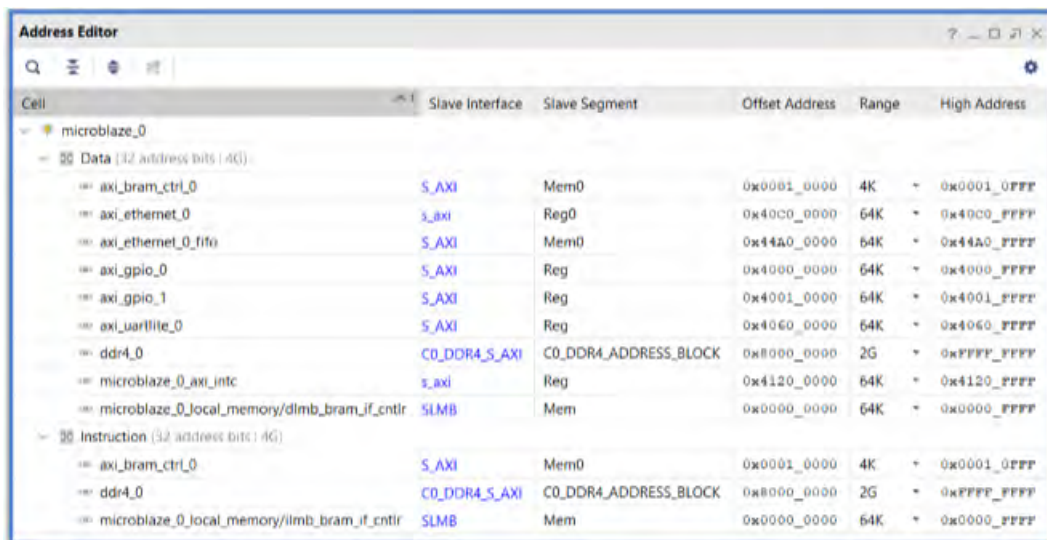 Address Editor
Cell Slave Interface Slave Segment Offset Address Range High Address
microblaze_0
Data (32 address bits : 4G)
axi_bram_ctrl_0 S_AXI Mem0 0x0001_0000 4K 0x0001_0FFF
axi_ethernet_0 s_axi Reg0 0x40C0_0000 64K 0x40C0_FFFF
axi_ethernet_0_fifo S_AXI Mem0 0x44A0_0000 64K 0x44A0_FFFF
axi_gpio_0 S_AXI Reg 0x4000_0000 64K 0x4000_FFFF
axi_gpio_1 S_AXI Reg 0x4001_0000 64K 0x4001_FFFF
axi_uartlite_0 S_AXI Reg 0x4060_0000 64K 0x4060_FFFF
ddr4_0 C0_DDR4_S_AXI C0_DDR4_ADDRESS_BLOCK 0x8000_0000 2G 0xFFFF_FFFF
microblaze_0_axi_intc s_axi Reg 0x4120_0000 64K 0x4120_FFFF
microblaze_0_local_memory/dlmb_bram_if_cntlr SLMB Mem 0x0000_0000 64K 0x0000_FFFF
Instruction (32 address bits : 4G)
axi_bram_ctrl_0 S_AXI Mem0 0x0001_0000 4K 0x0001_0FFF
ddr4_0 C0_DDR4_S_AXI C0_DDR4_ADDRESS_BLOCK 0x8000_0000 2G 0xFFFF_FFFF
microblaze_0_local_memory/ilmb_bram_if_cntlr SLMB Mem 0x0000_0000 64K 0x0000_FFFF